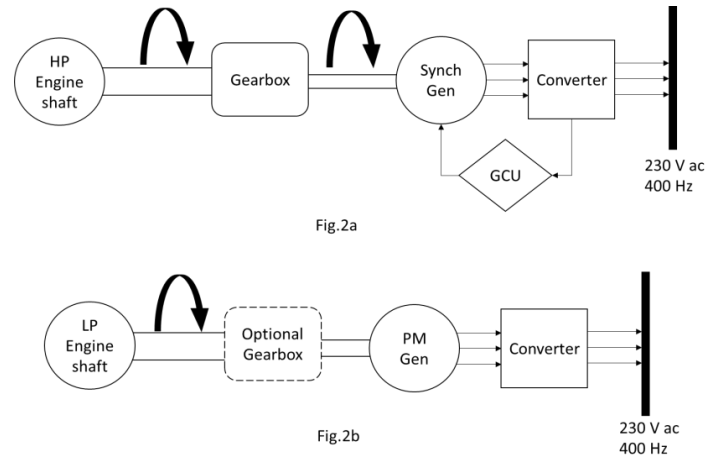 HP
Engine
shaft
Gearbox
Synch
Gen
Converter
GCU
230 V ac
400 Hz
Fig.2a
LP
Engine
shaft
Optional
Gearbox
PM
Gen
Converter
230 V ac
400 Hz
Fig.2b